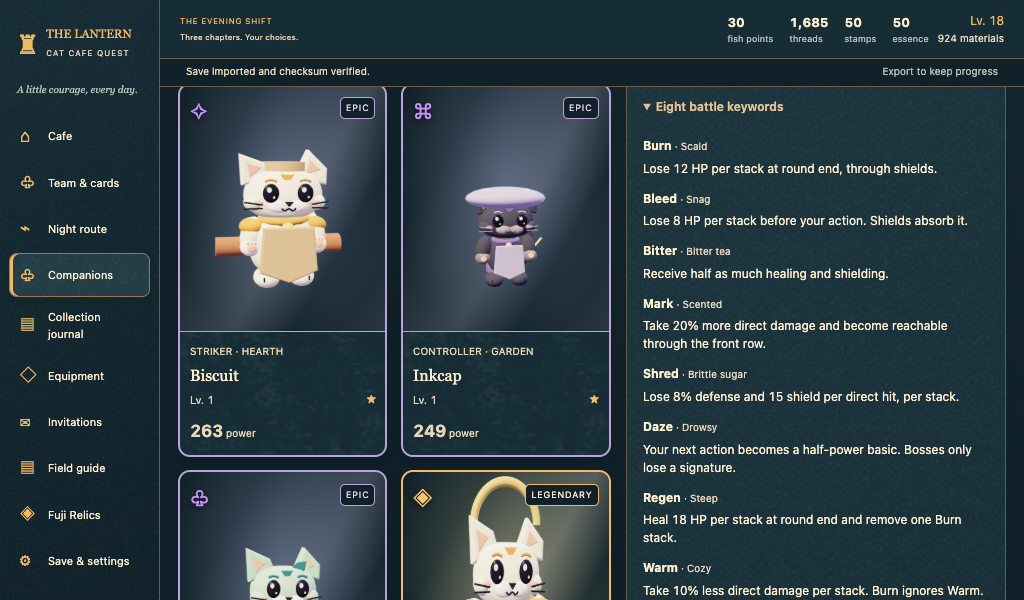 THE LANTERN
CAT CAFE QUEST
A little courage, every day.
Cafe
Team & cards
Night route
Companions
Collection
journal
Equipment
Invitations
Field guide
Fuji Relics
Save & settings
THE EVENING SHIFT
Three chapters. Your choices.
30
fish points
1,685
threads
50
stamps
50
essence
Lv. 18
924 materials
Save imported and checksum verified.
Export to keep progress
EPIC
STRIKER · HEARTH
Biscuit
Lv. 1
263 power
EPIC
CONTROLLER · GARDEN
Inkcap
Lv. 1
249 power
EPIC
LEGENDARY
▼ Eight battle keywords
Burn · Scald
Lose 12 HP per stack at round end, through shields.
Bleed · Snag
Lose 8 HP per stack before your action. Shields absorb it.
Bitter · Bitter tea
Receive half as much healing and shielding.
Mark · Scented
Take 20% more direct damage and become reachable
through the front row.
Shred · Brittle sugar
Lose 8% defense and 15 shield per direct hit, per stack.
Daze · Drowsy
Your next action becomes a half-power basic. Bosses only
lose a signature.
Regen · Steep
Heal 18 HP per stack at round end and remove one Burn
stack.
Warm · Cozy
Take 10% less direct damage per stack. Burn ignores Warm.